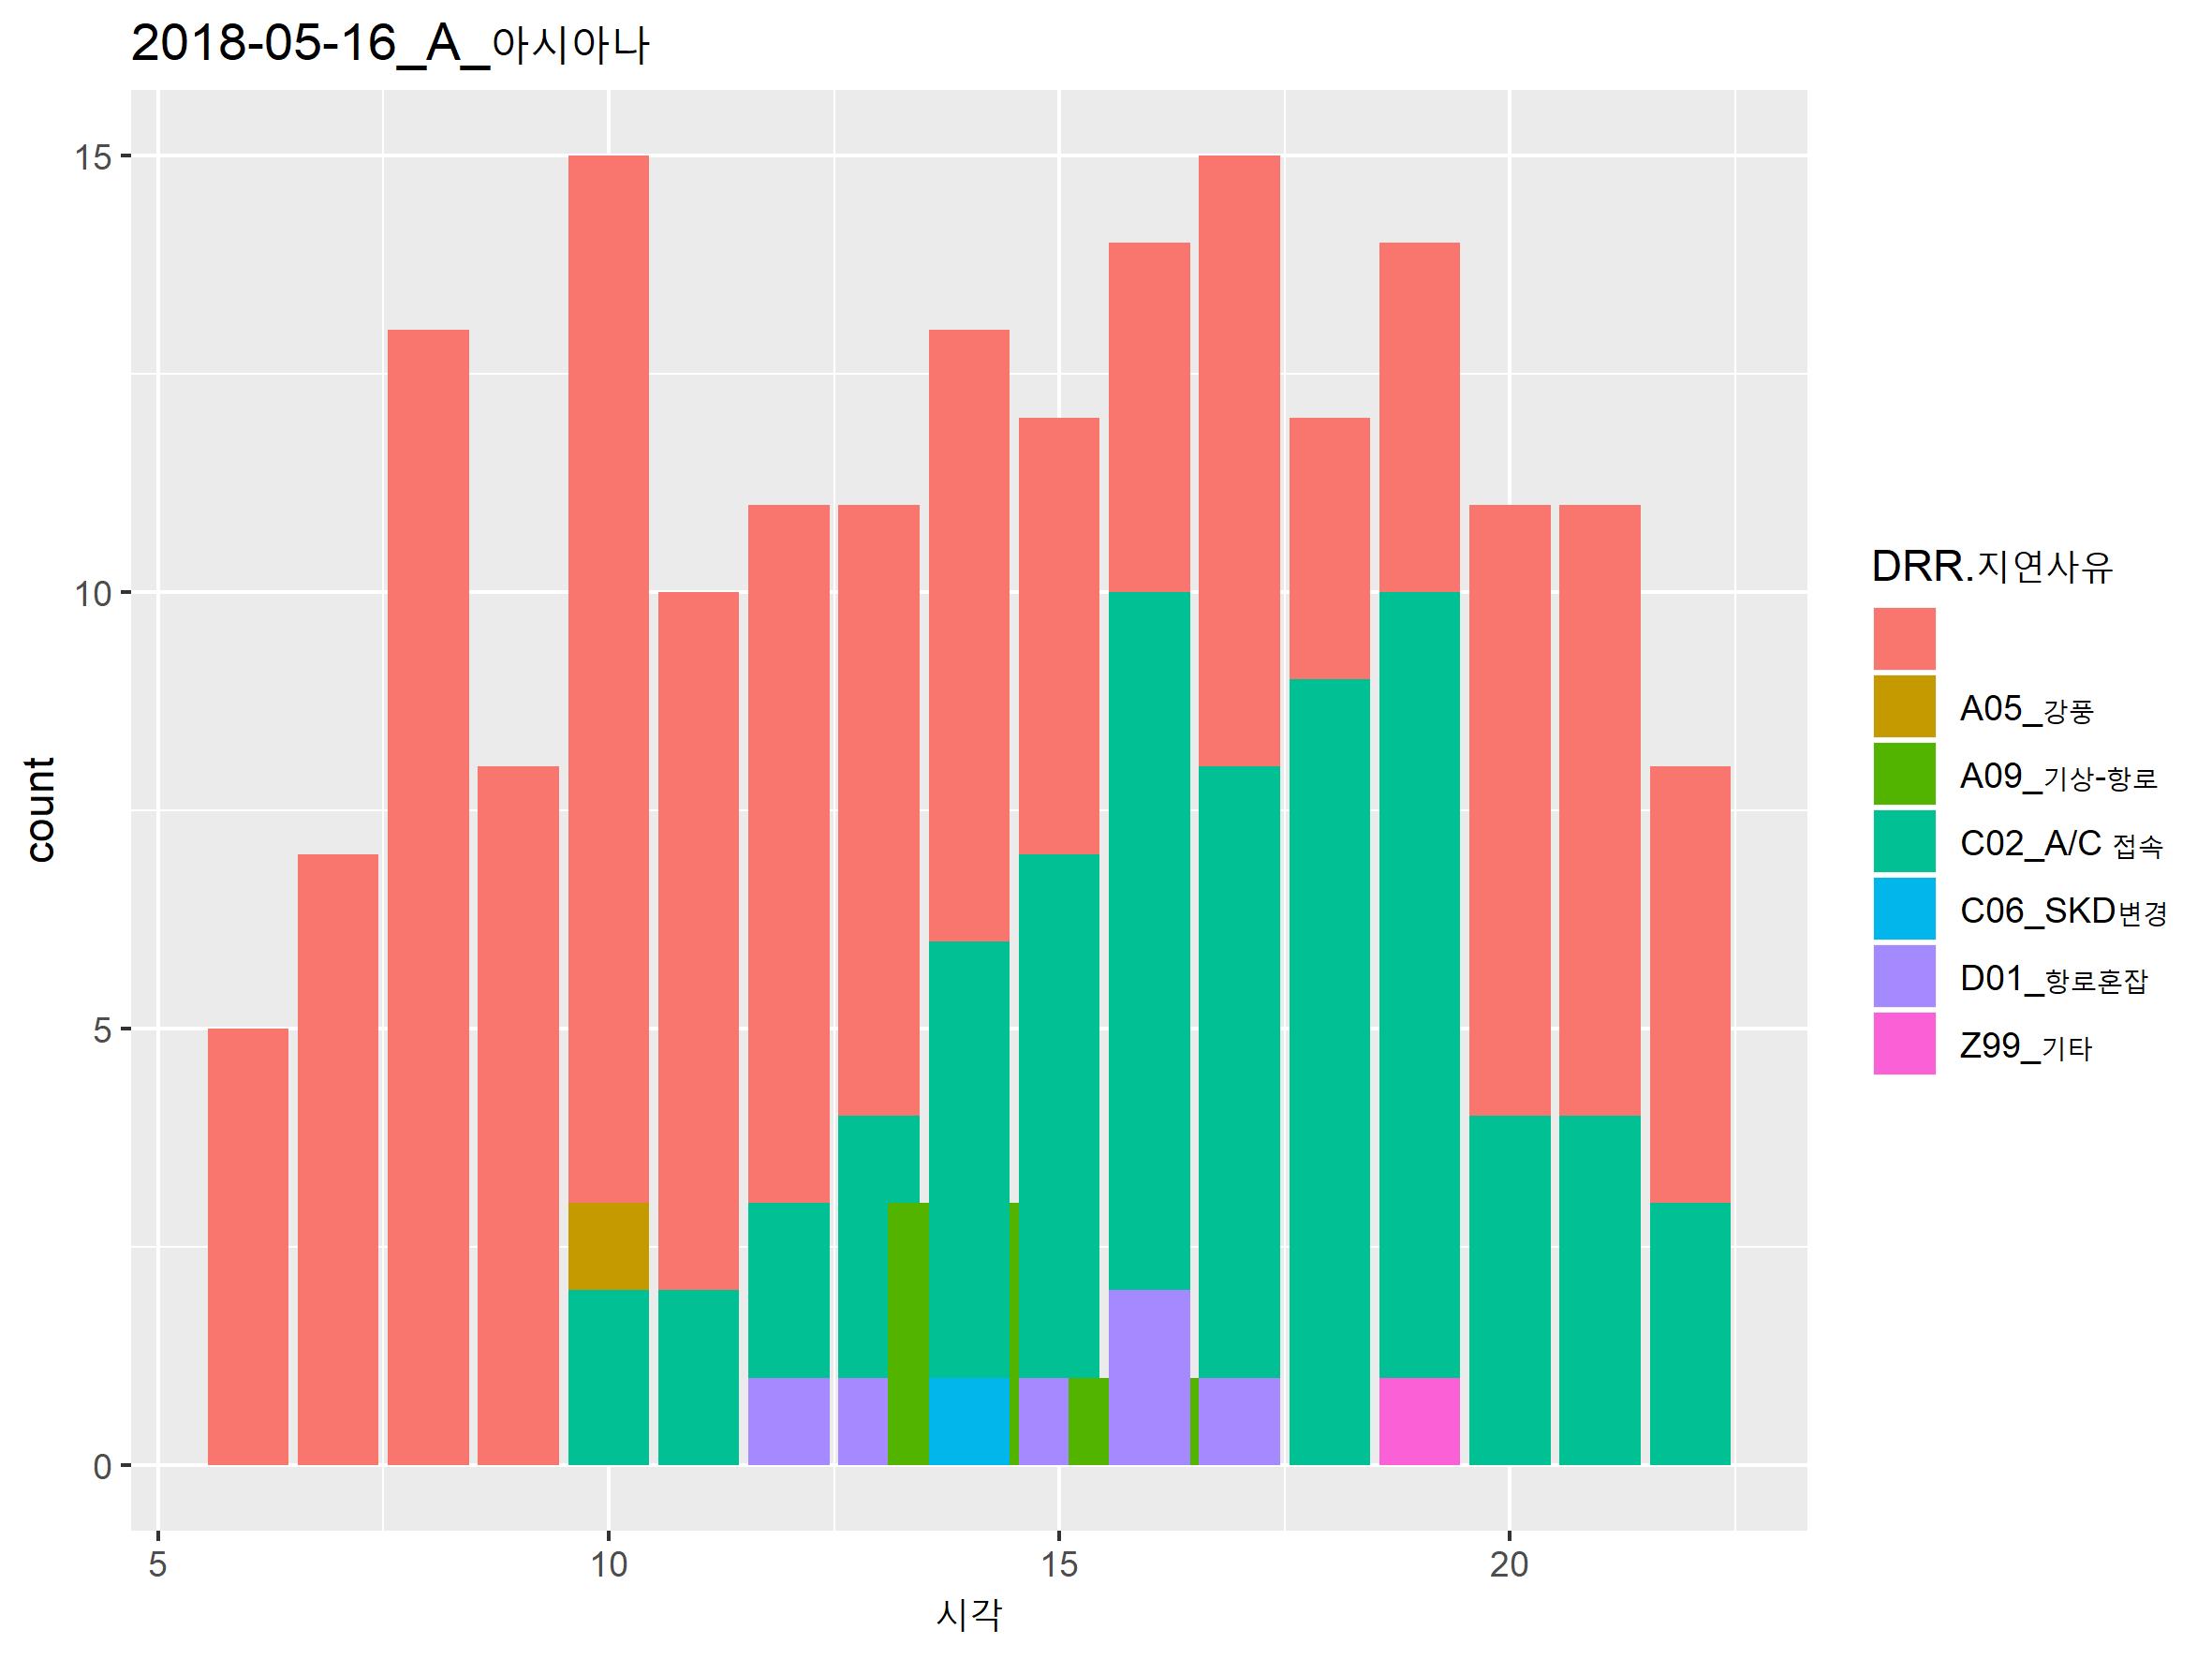 2018-05-16_A_아시아나
15
10
5
0
count
5 10 15 20
시각
DRR.지연사유
A05_강풍
A09_기상-항로
C02_A/C 접속
C06_SKD변경
D01_항로혼잡
Z99_기타